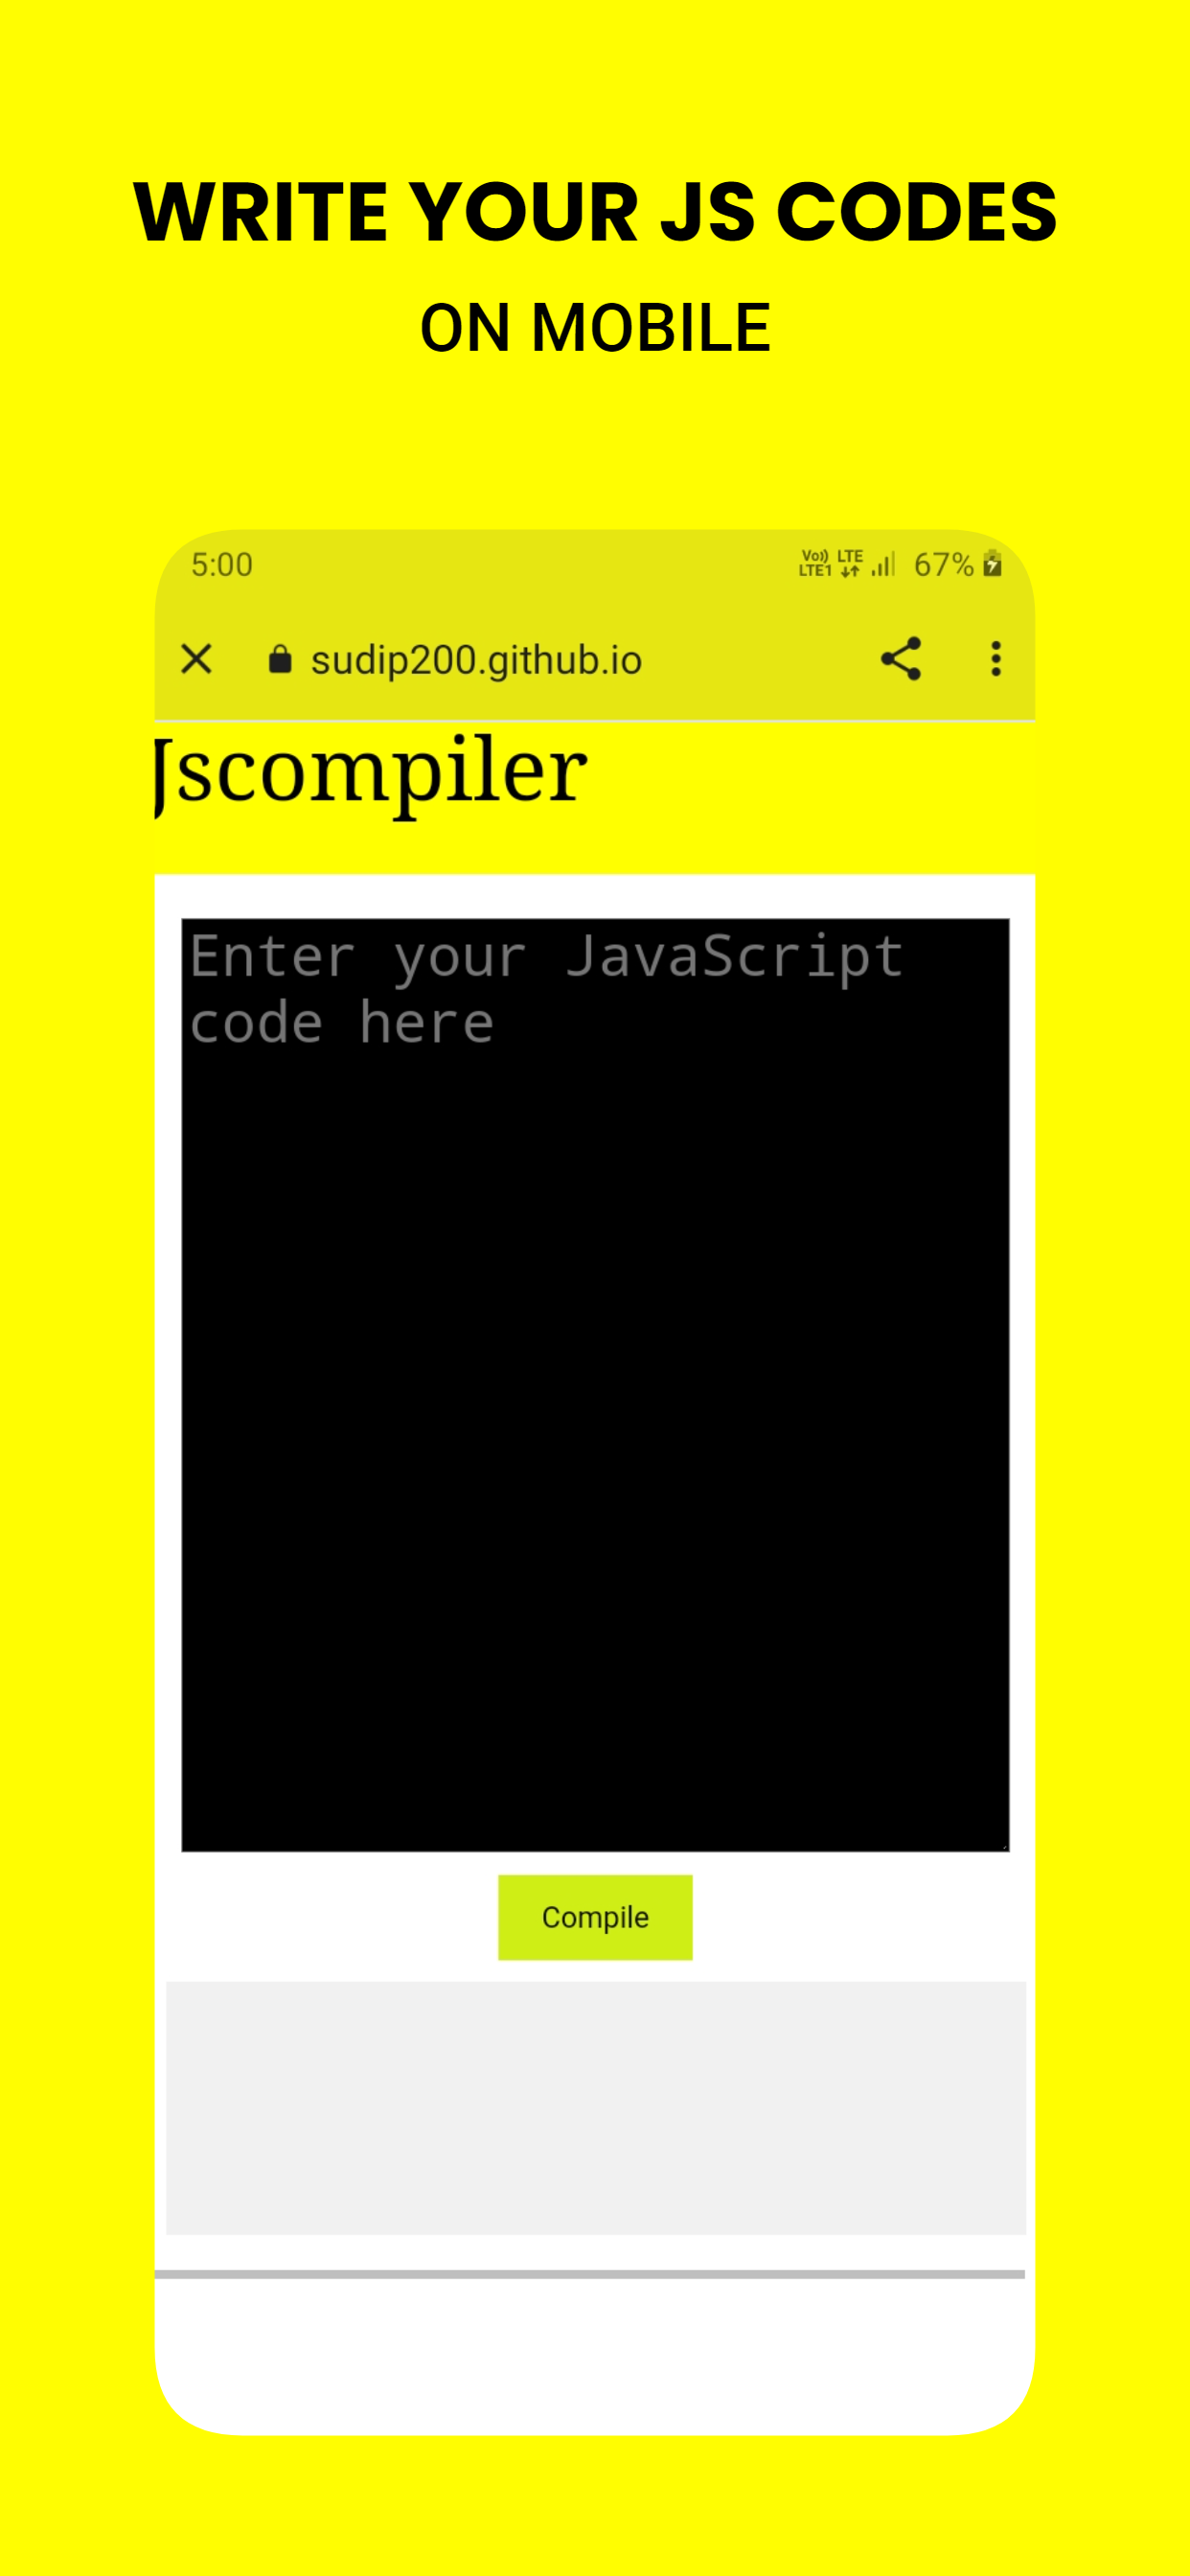 WRITE YOUR JS CODES
ON MOBILE
5:00 Vo)) LTE1 LTE 67%
sudip200.github.io
Jscompiler
Enter your JavaScript
code here
Compile